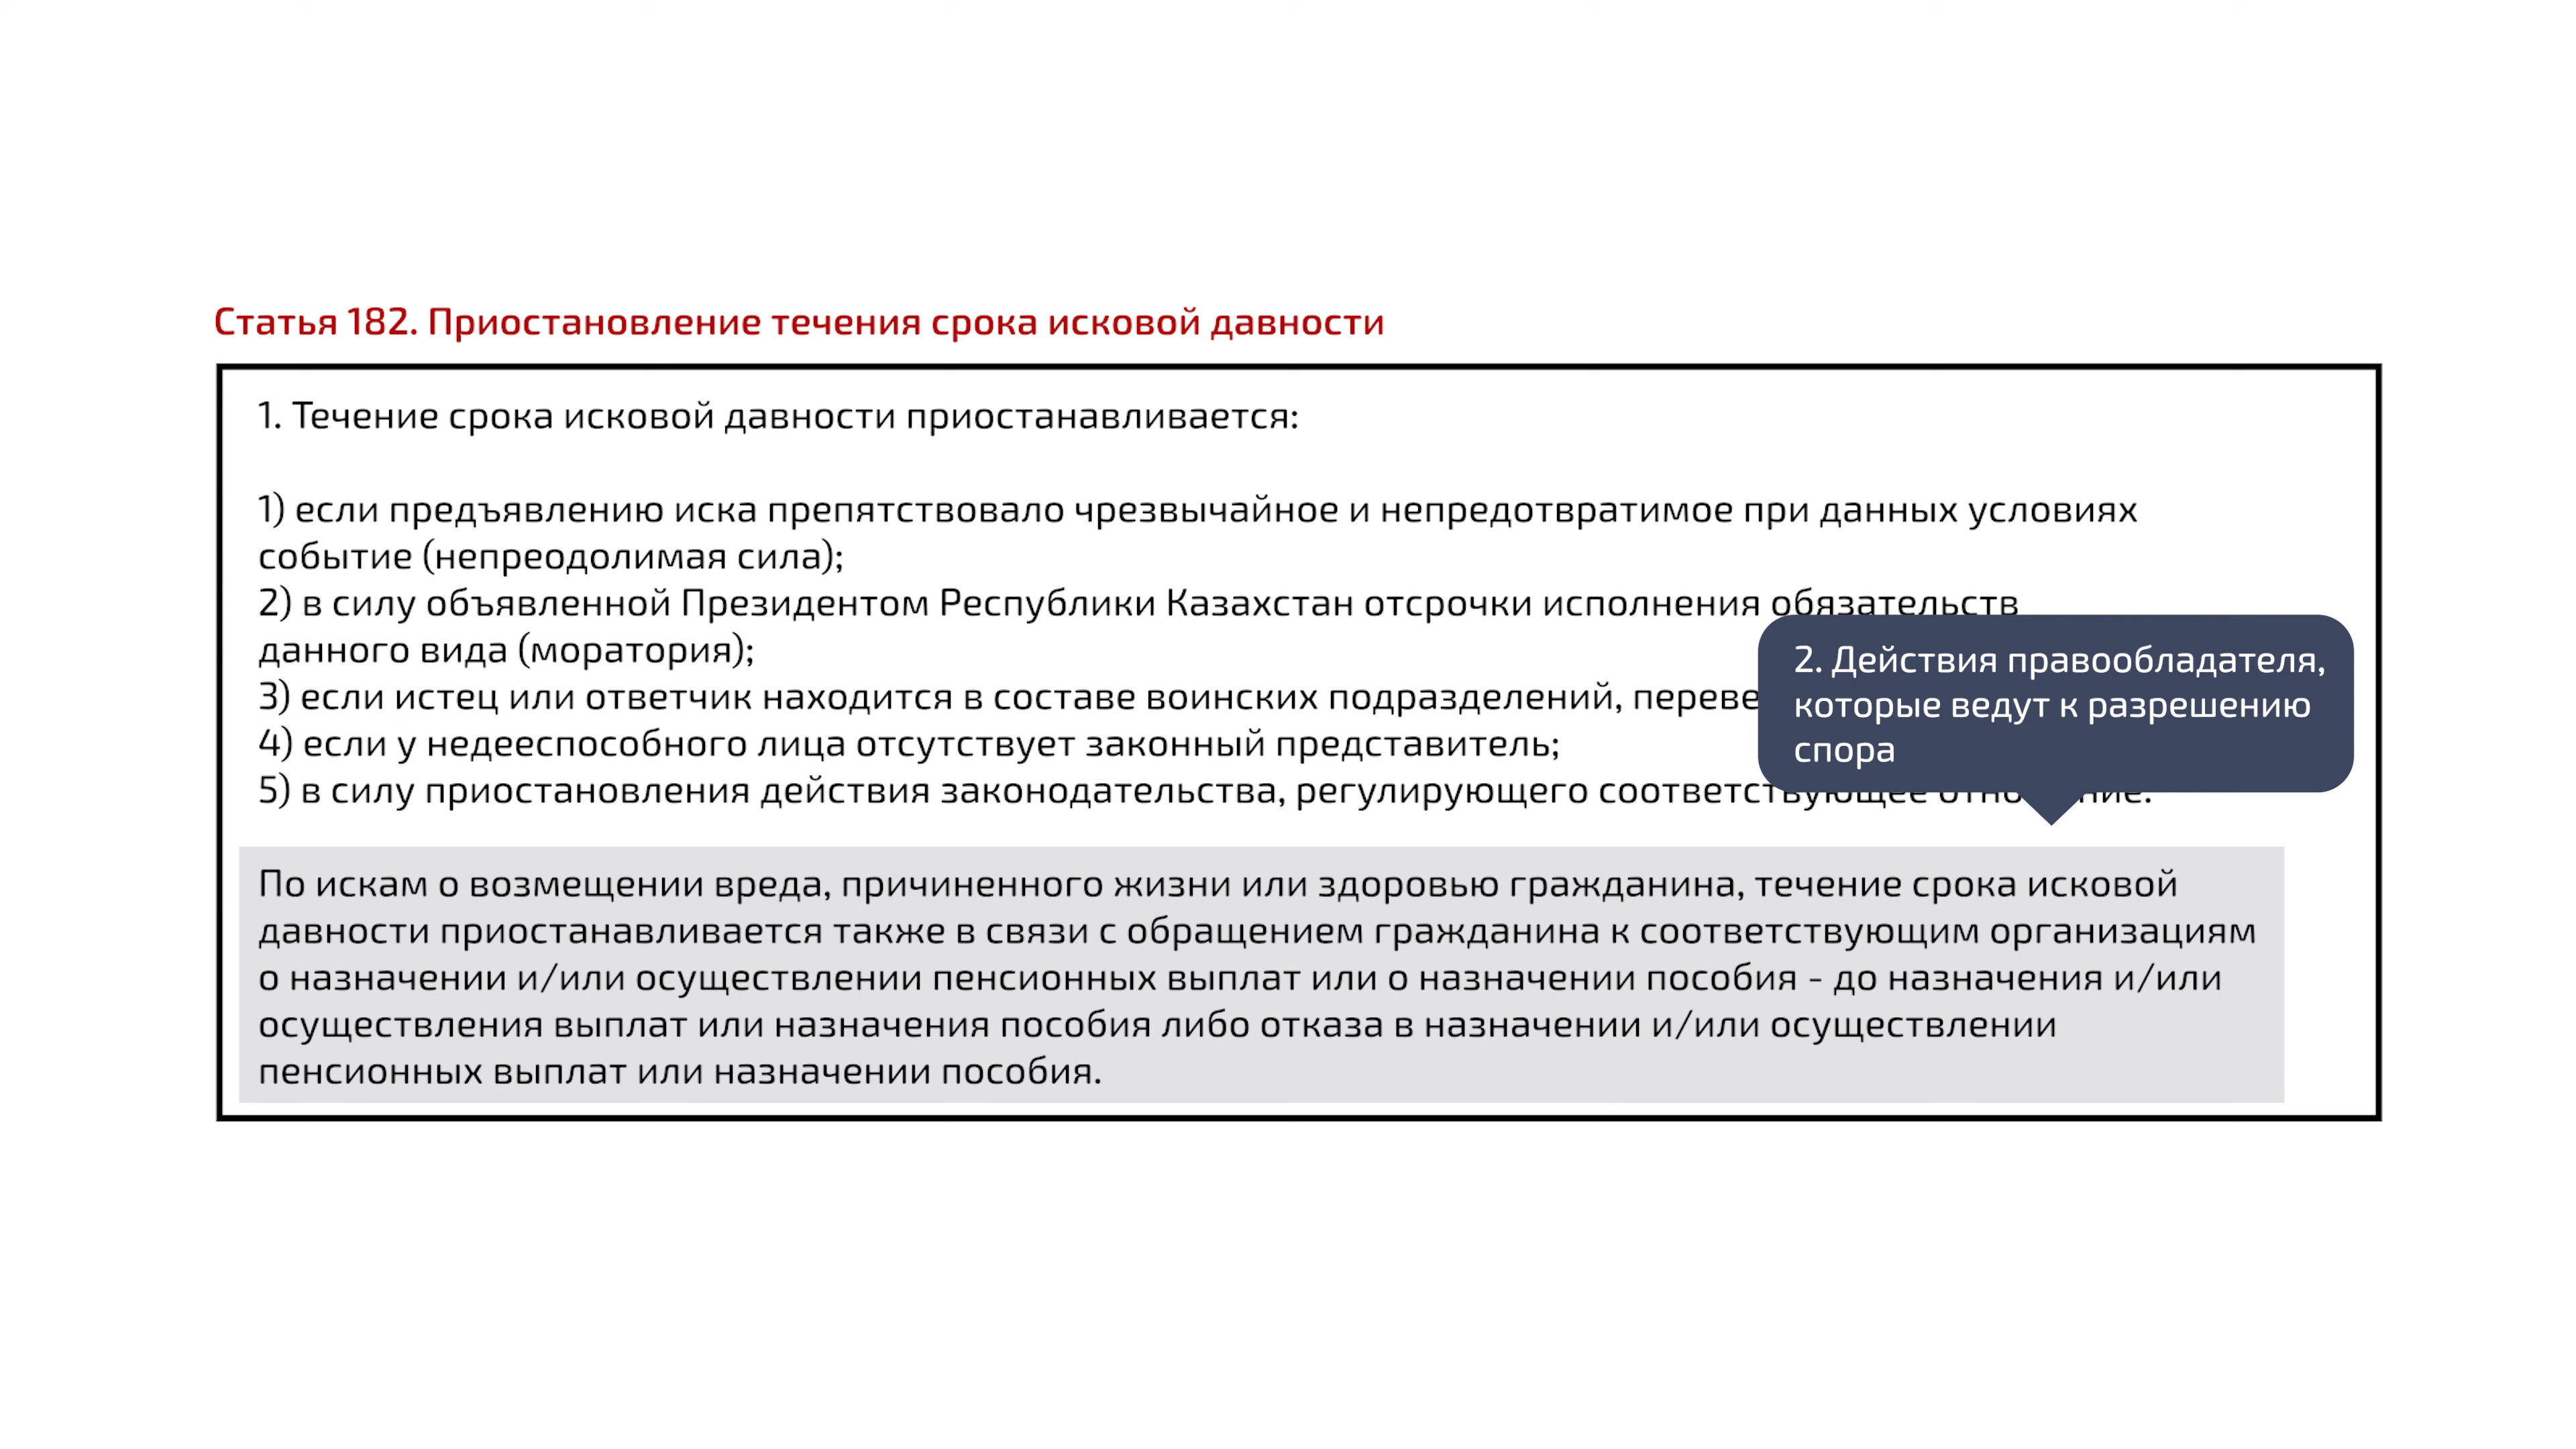 Статья 182. Приостановление течения срока исковой давности
1. Течение срока исковой давности приостанавливается:
1) если предъявлению иска препятствовало чрезвычайное и непредотвратимое при данных условиях
событие (непреодолимая сила);
2) в силу объявленной Президентом Республики Казахстан отсрочки исполнения обязательств
данного вида (моратория);
3) если истец или ответчик находится в составе воинских подразделений,
4) если у недееспособного лица отсутствует законный представитель;
5) в силу приостановления действия законодательства, регулирующего соответствующее
2. Действия правообладателя,
которые ведут к разрешению
спора
По искам о возмещении вреда, причиненного жизни или здоровью гражданина, течение срока исковой
давности приостанавливается также в связи с обращением гражданина к соответствующим организациям
о назначении и/или осуществлении пенсионных выплат или о назначении пособия - до назначения и/или
осуществления выплат или назначения пособия либо отказа в назначении и/или осуществлении
пенсионных выплат или назначении пособия.